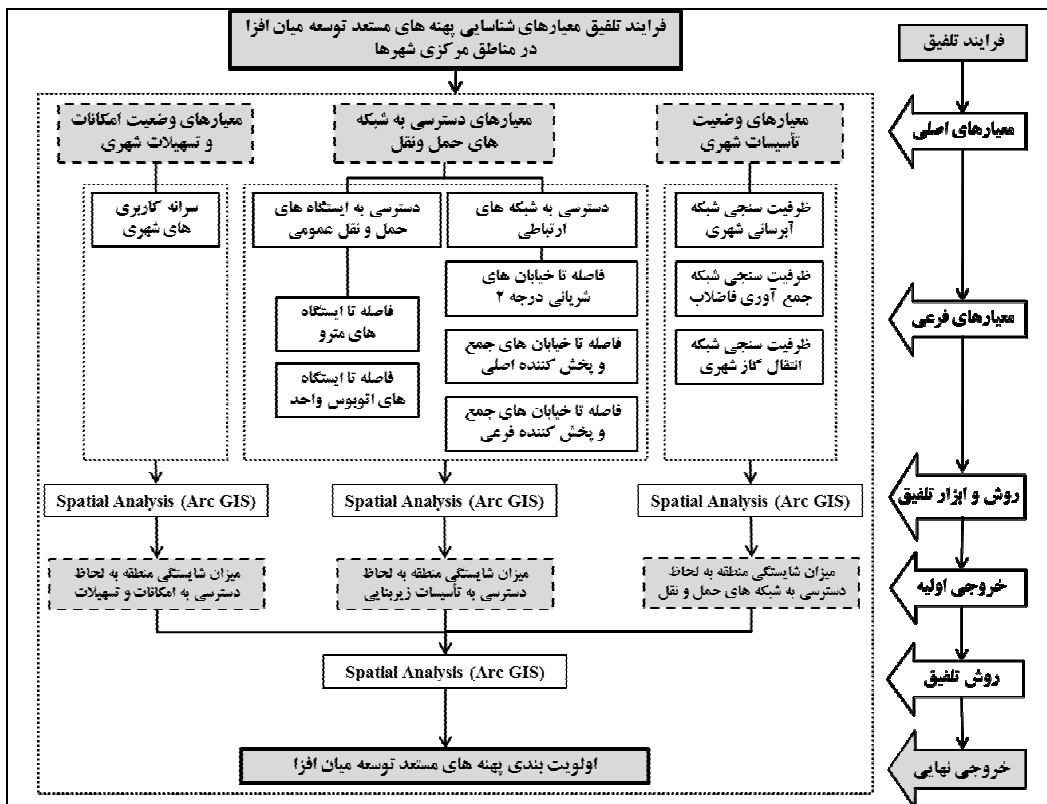 فرایند تلفیق معیارهای شناسایی پهنه های مستعد توسعه میان افزا
در مناطق مرکزی شهرها
فرایند تلفیق
معیارهای اصلی
معیارهای وضعیت
تأسیسات شهری
معیارهای دسترسی به شبکه
های حمل ونقل
معیارهای وضعیت امکانات
و تسهیلات شهری
معیارهای فرعی
ظرفیت سنجی شبکه
آبرسانی شهری
ظرفیت سنجی شبکه
جمع آوری فاضلاب
ظرفیت سنجی شبکه
انتقال گاز شهری
دسترسی به شبکه های
ارتباطی
فاصله تا خیابان های
شریانی درجه ۲
فاصله تا خیابان های جمع
و پخش کننده اصلی
فاصله تا خیابان های جمع
و پخش کننده فرعی
دسترسی به ایستگاه های
حمل و نقل عمومی
فاصله تا ایستگاه
های مترو
فاصله تا ایستگاه
های اتوبوس واحد
سرانه کاربری
های شهری
روش و ابزار تلفیق
Spatial Analysis (Arc GIS)
Spatial Analysis (Arc GIS)
Spatial Analysis (Arc GIS)
خروجی اولیه
میزان شایستگی منطقه به لحاظ
دسترسی به شبکه های حمل و نقل
میزان شایستگی منطقه به لحاظ
دسترسی به تأسیسات زیربنایی
میزان شایستگی منطقه به لحاظ
دسترسی به امکانات و تسهیلات
روش تلفیق
Spatial Analysis (Arc GIS)
خروجی نهایی
اولویت بندی پهنه های مستعد توسعه میان افزا